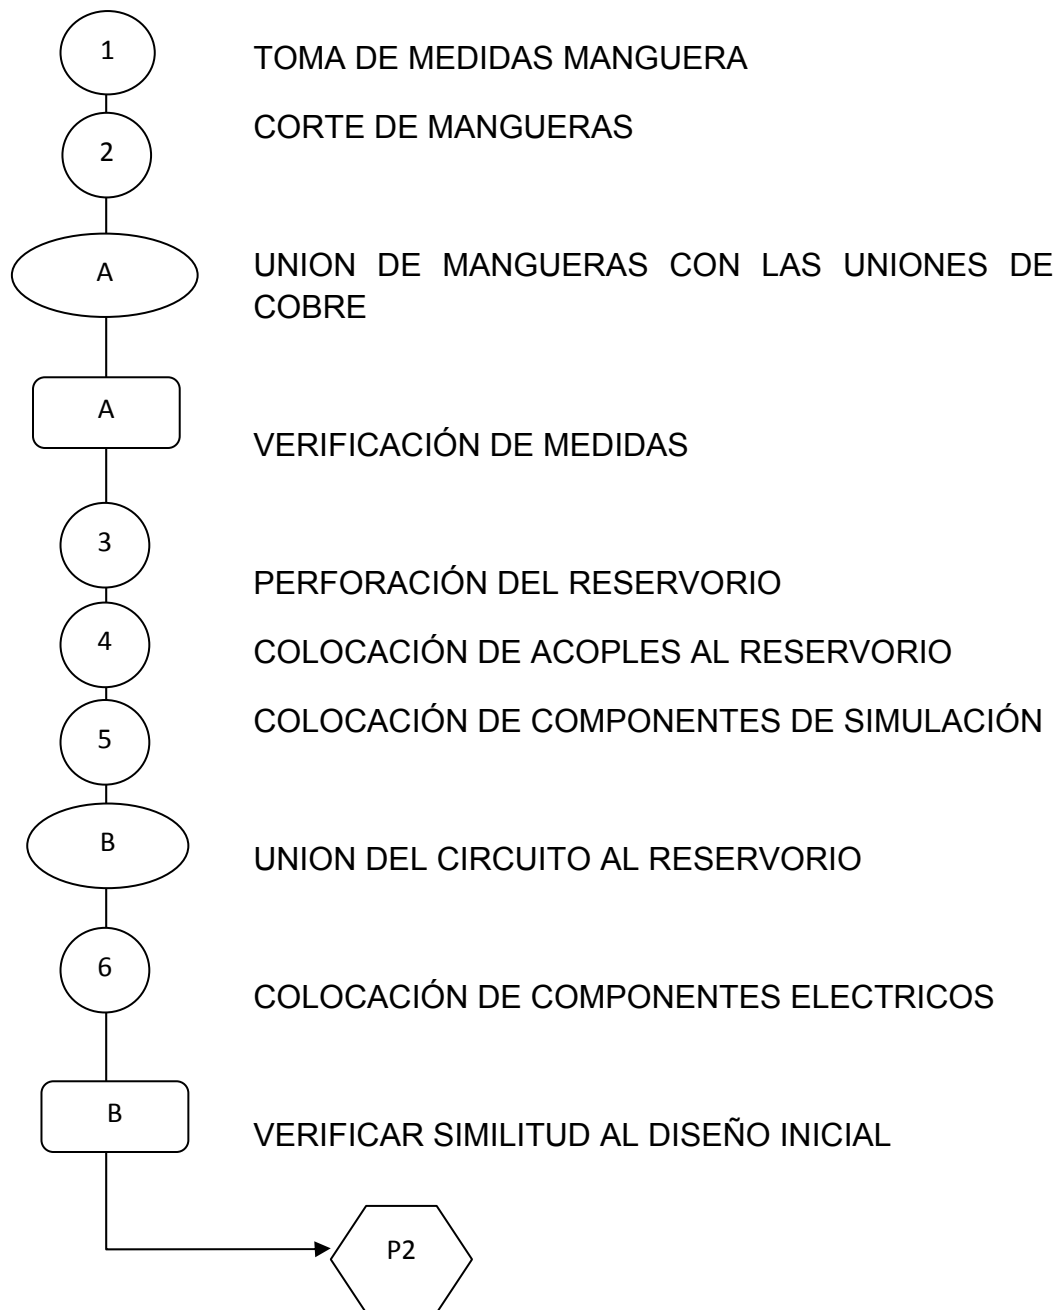 1
TOMA DE MEDIDAS MANGUERA
2
CORTE DE MANGUERAS
A
UNION DE MANGUERAS CON LAS UNIONES DE
COBRE
A
VERIFICACIÓN DE MEDIDAS
3
PERFORACIÓN DEL RESERVORIO
4
COLOCACIÓN DE ACOPLES AL RESERVORIO
5
COLOCACIÓN DE COMPONENTES DE SIMULACIÓN
B
UNION DEL CIRCUITO AL RESERVORIO
6
COLOCACIÓN DE COMPONENTES ELECTRICOS
B
VERIFICAR SIMILITUD AL DISEÑO INICIAL
P2